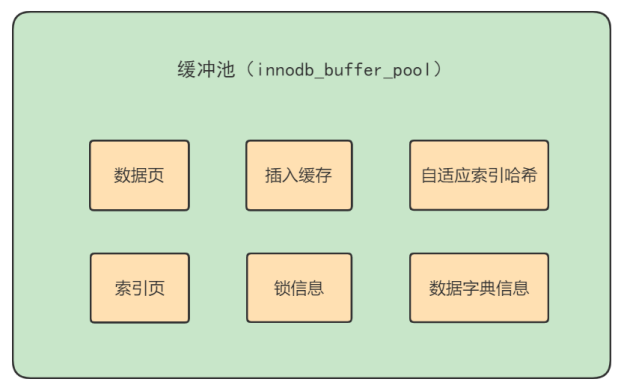 缓冲池（innodb_buffer_pool）
数据页
插入缓存
自适应索引哈希
索引页
锁信息
数据字典信息